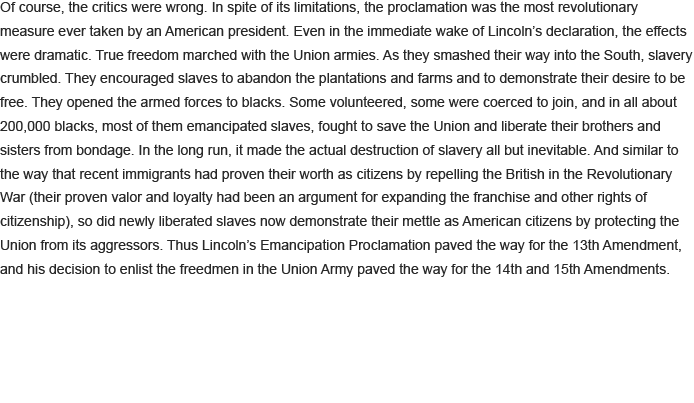 Of course, the critics were wrong. In spite of its limitations, the proclamation was the most revolutionary
measure ever taken by an American president. Even in the immediate wake of Lincoln’s declaration, the effects
were dramatic. True freedom marched with the Union armies. As they smashed their way into the South, slavery
crumbled. They encouraged slaves to abandon the plantations and farms and to demonstrate their desire to be
free. They opened the armed forces to blacks. Some volunteered, some were coerced to join, and in all about
200,000 blacks, most of them emancipated slaves, fought to save the Union and liberate their brothers and
sisters from bondage. In the long run, it made the actual destruction of slavery all but inevitable. And similar to
the way that recent immigrants had proven their worth as citizens by repelling the British in the Revolutionary
War (their proven valor and loyalty had been an argument for expanding the franchise and other rights of
citizenship), so did newly liberated slaves now demonstrate their mettle as American citizens by protecting the
Union from its aggressors. Thus Lincoln’s Emancipation Proclamation paved the way for the 13th Amendment,
and his decision to enlist the freedmen in the Union Army paved the way for the 14th and 15th Amendments.